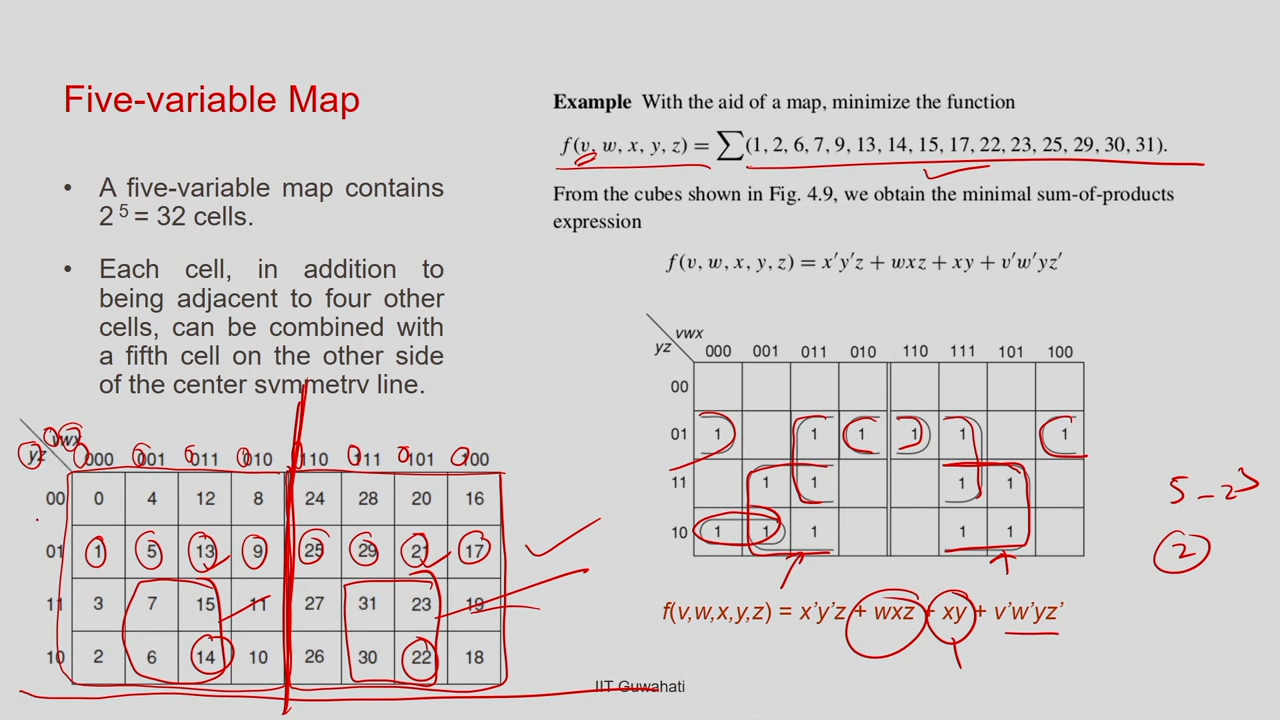 Five-variable Map
• A five-variable map contains
2 5 = 32 cells.
• Each cell, in addition to
being adjacent to four other
cells, can be combined with
a fifth cell on the other side
of the center symmetry line.
Example With the aid of a map, minimize the function
f(v, w, x, y, z) = ∑(1, 2, 6, 7, 9, 13, 14, 15, 17, 22, 23, 25, 29, 30, 31).
From the cubes shown in Fig. 4.9, we obtain the minimal sum-of-products
expression
f(v, w, x, y, z) = x′y′z + wxz + xy + v′w′yz′
vwx
yz 000 001 011 010 110 111 101 100
00
01 1 1 1 1 1 1
11 1 1 1 1
10 1 1 1 1 1
f(v,w,x,y,z) = x'y'z + wxz + xy + v'w'yz'
5 - 2³
2
vwx
yz 000 001 011 010 110 111 101 100
00 0 4 12 8 24 28 20 16
01 1 5 13 9 25 29 21 17
11 3 7 15 11 27 31 23 19
10 2 6 14 10 26 30 22 18
IIT Guwahati